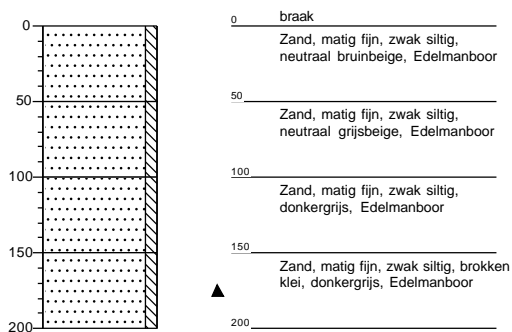 0
50
100
150
200
0
braak
Zand, matig fijn, zwak siltig,
neutraal bruinbeige, Edelmanboor
50
Zand, matig fijn, zwak siltig,
neutraal grijsbeige, Edelmanboor
100
Zand, matig fijn, zwak siltig,
donkergrijs, Edelmanboor
150
Zand, matig fijn, zwak siltig, brokken
klei, donkergrijs, Edelmanboor
200